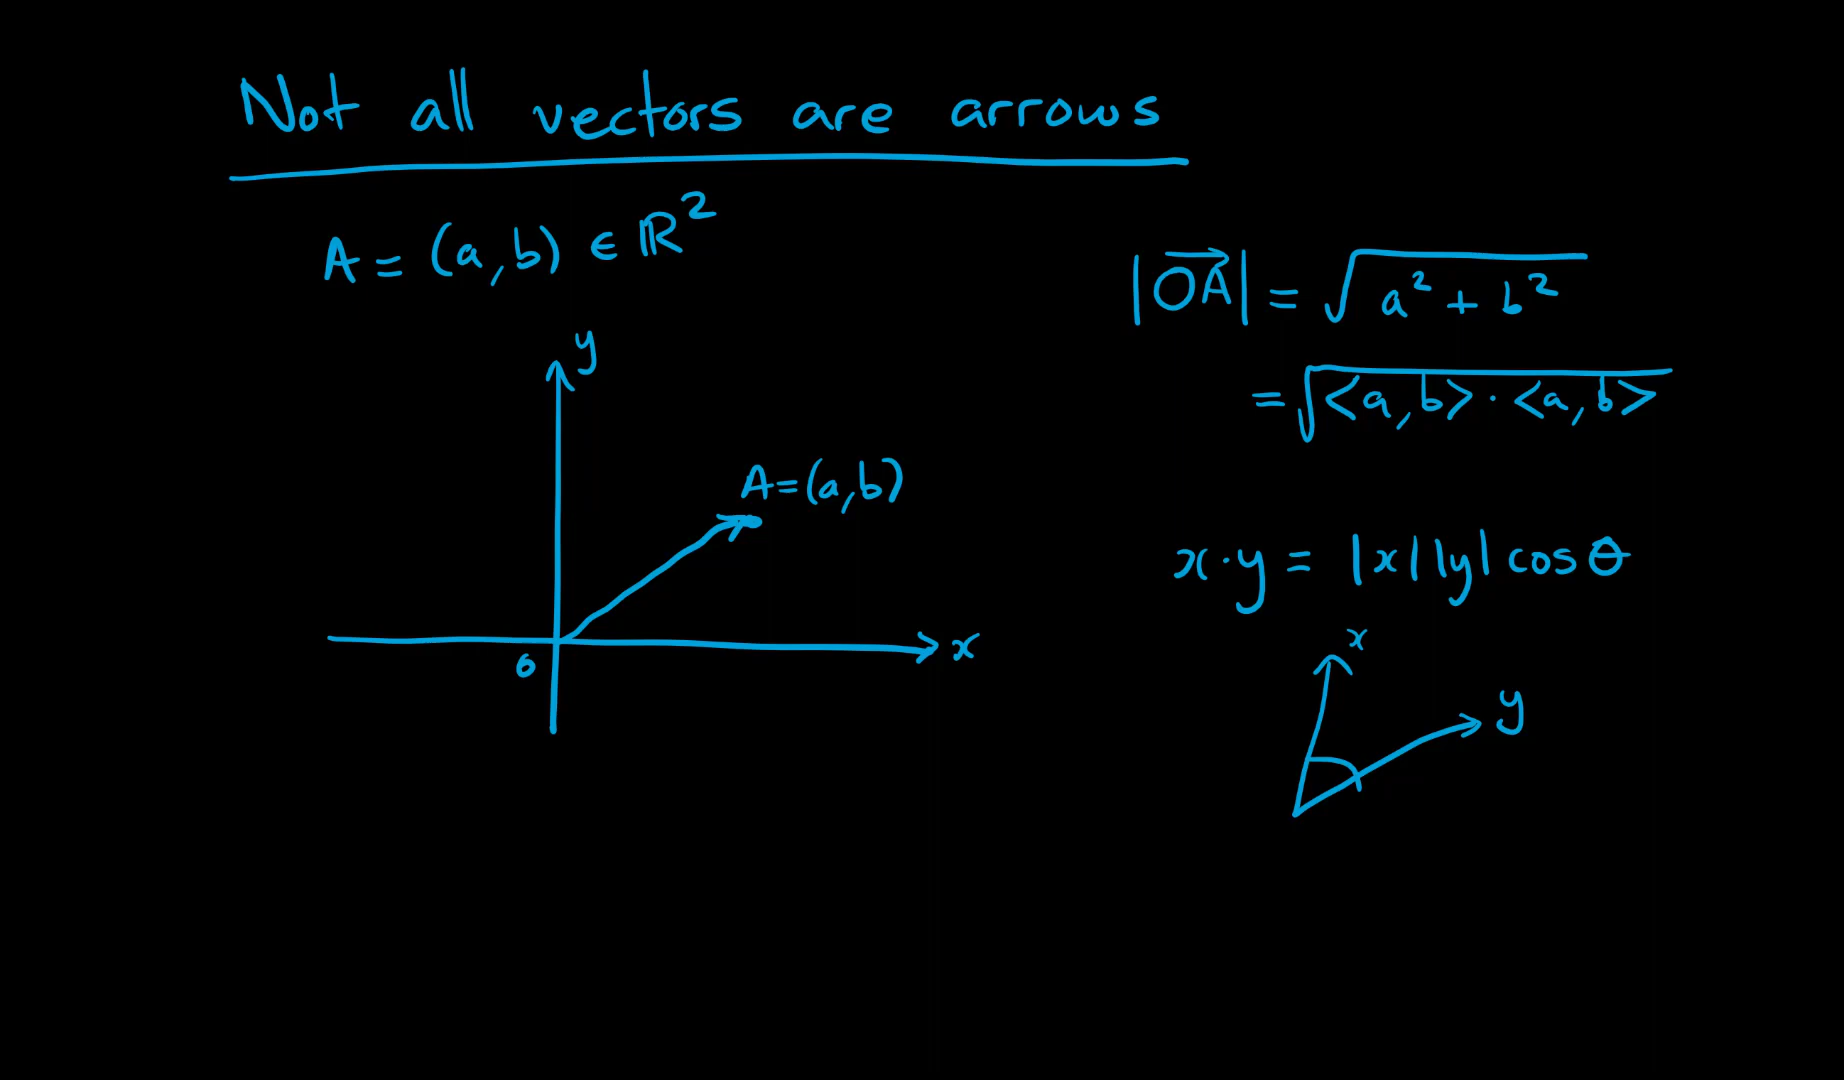 Not all vectors are arrows
A = (a, b) ∈ ℝ²
|OA⃗| = √(a² + b²)
= √(<a, b> · <a, b>)
y
A = (a, b)
x
0
x · y = |x| |y| cos θ
x
y